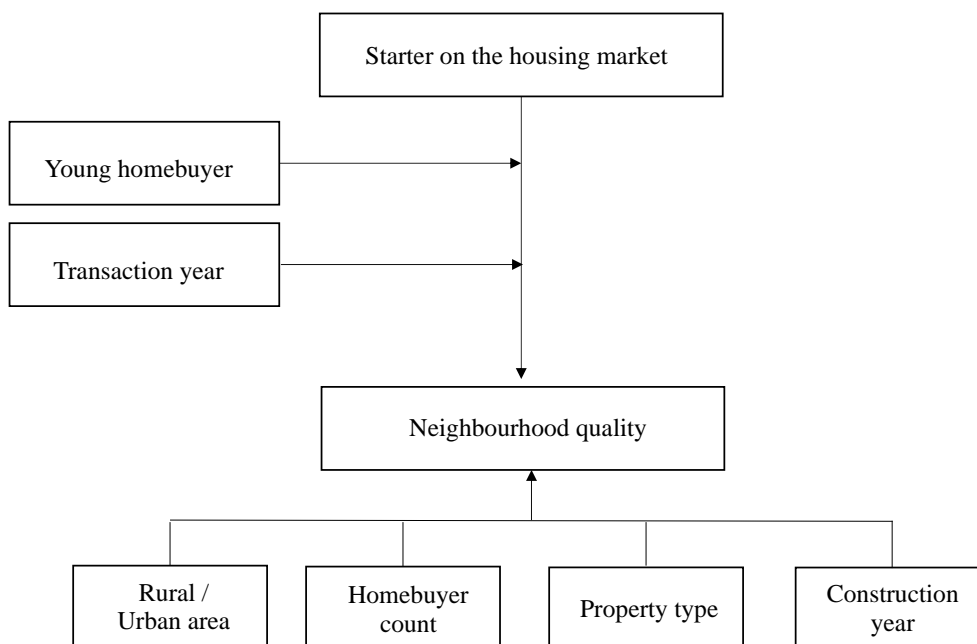 Starter on the housing market
Young homebuyer
Transaction year
Neighbourhood quality
Rural /
Urban area
Homebuyer
count
Property type
Construction
year